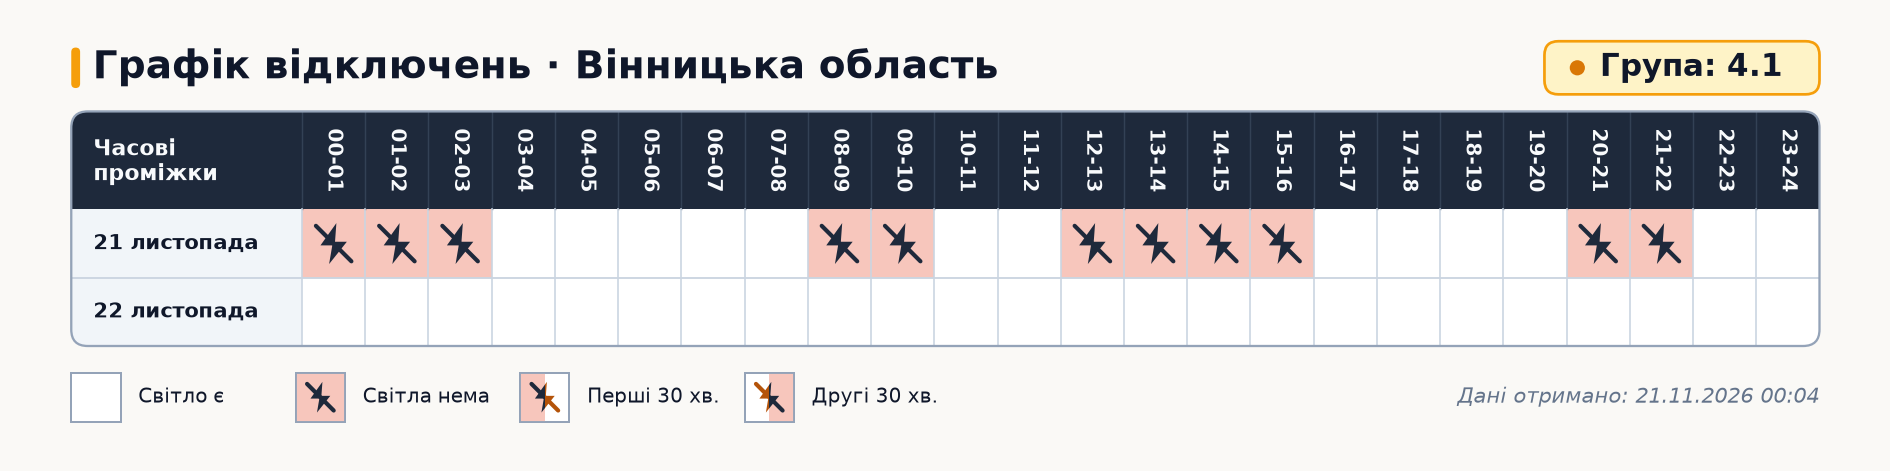 Графік відключень · Вінницька область
Група: 4.1
Часові
проміжки
00-01
01-02
02-03
03-04
04-05
05-06
06-07
07-08
08-09
09-10
10-11
11-12
12-13
13-14
14-15
15-16
16-17
17-18
18-19
19-20
20-21
21-22
22-23
23-24
21 листопада
22 листопада
Світло є
Світла нема
Перші 30 хв.
Другі 30 хв.
Дані отримано: 21.11.2026 00:04